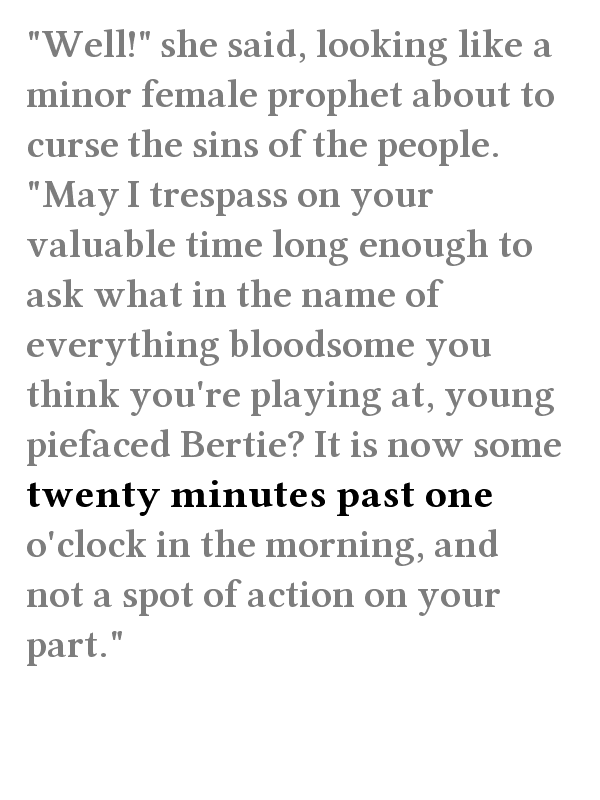 "Well!" she said, looking like a
minor female prophet about to
curse the sins of the people.
"May I trespass on your
valuable time long enough to
ask what in the name of
everything bloodsome you
think you're playing at, young
piefaced Bertie? It is now some
twenty minutes past one
o'clock in the morning, and
not a spot of action on your
part."